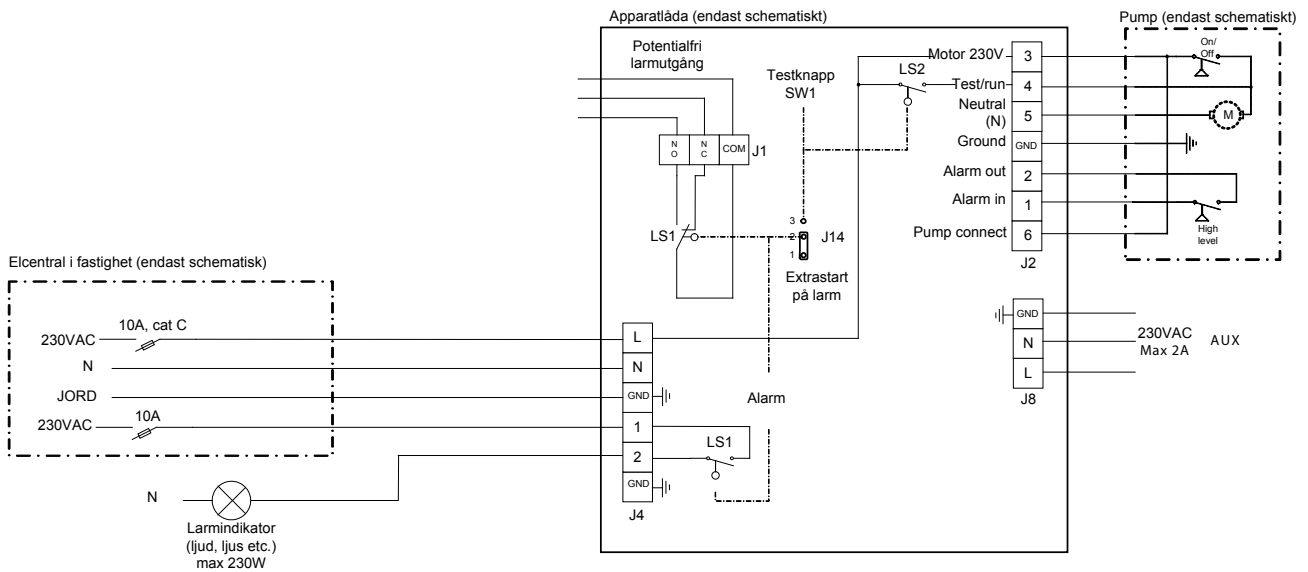 Apparatlåda (endast schematiskt)
Pump (endast schematiskt)
Potentialfri
larmutgång
Testknapp
SW1
LS2
Motor 230V
3
On/
Off
Test/run
4
Neutral
(N)
5
M
Ground
GND
Alarm out
2
Alarm in
1
High
level
Pump connect
6
J2
N
O
N
C
COM
J1
LS1
3
2
1
J14
Extrastart
på larm
Elcentral i fastighet (endast schematisk)
230VAC
10A, cat C
N
JORD
230VAC
10A
L
N
GND
1
2
GND
J4
LS1
Alarm
GND
N
L
J8
230VAC
Max 2A
AUX
N
Larmindikator
(ljud, ljus etc.)
max 230W